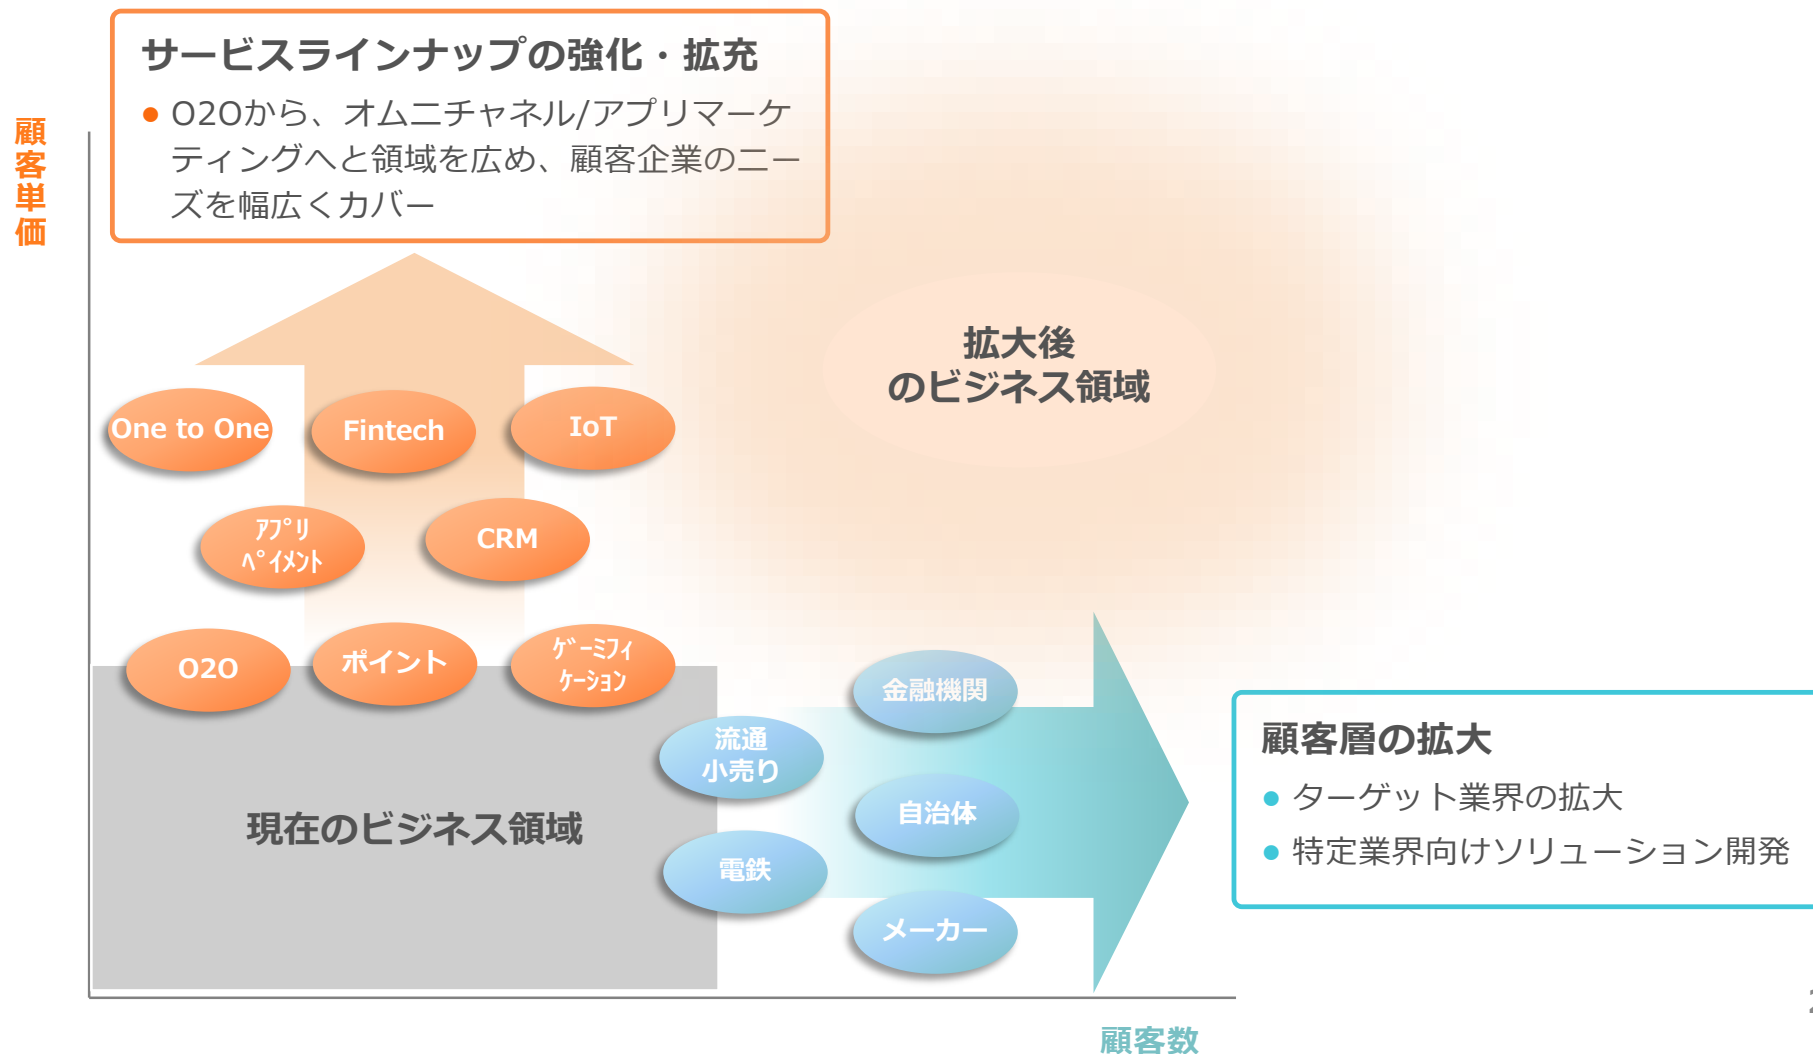 サービスラインナップの強化・拡充
● O2Oから、オムニチャネル/アプリマーケ
ティングへと領域を広め、顧客企業のニー
ズを幅広くカバー
顧客単価
拡大後
のビジネス領域
One to One
Fintech
IoT
ｱﾌﾟﾘ
ﾍﾟｲﾒﾝﾄ
CRM
O2O
ポイント
ｹﾞｰﾐﾌｨ
ｹｰｼｮﾝ
金融機関
流通
小売り
自治体
電鉄
メーカー
現在のビジネス領域
顧客層の拡大
● ターゲット業界の拡大
● 特定業界向けソリューション開発
顧客数